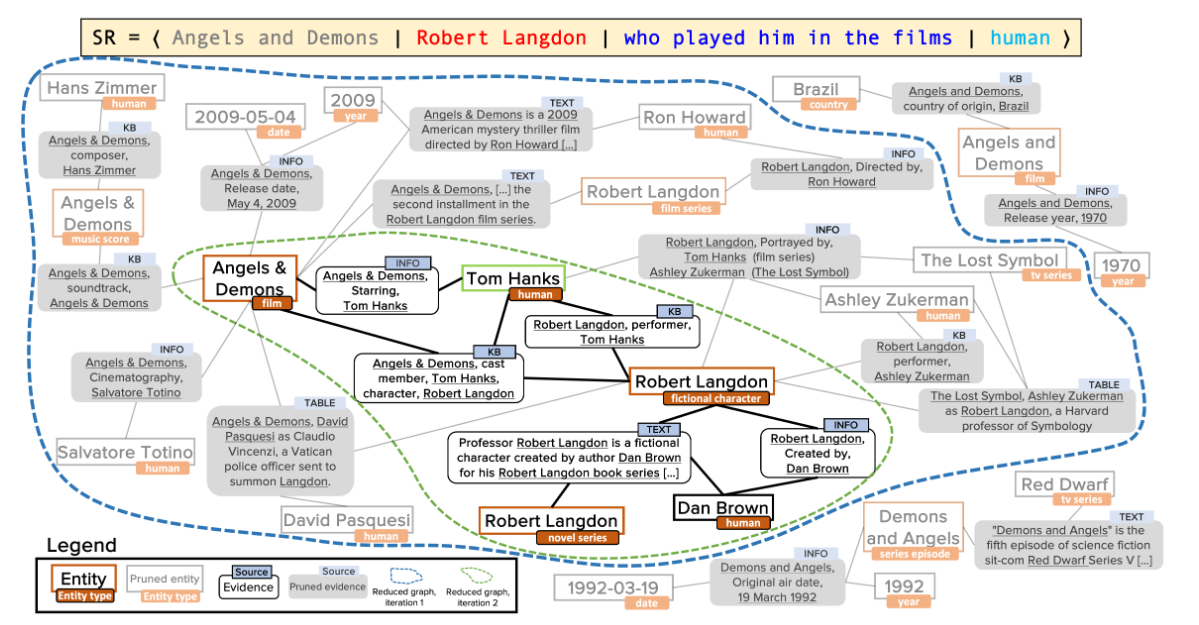 SR = ⟨ Angels and Demons | Robert Langdon | who played him in the films | human ⟩
Hans Zimmer
human
KB
Angels & Demons,
composer,
Hans Zimmer
Angels &
Demons
music score
KB
Angels & Demons,
soundtrack,
Angels & Demons
2009-05-04
date
2009
year
INFO
Angels & Demons,
Release date,
May 4, 2009
TEXT
Angels & Demons is a 2009
American mystery thriller film
directed by Ron Howard [...]
TEXT
Angels & Demons, [...] the
second installment in the
Robert Langdon film series.
Ron Howard
human
Robert Langdon
film series
INFO
Robert Langdon, Directed by,
Ron Howard
Brazil
country
KB
Angels and Demons,
country of origin, Brazil
Angels and
Demons
film
INFO
Angels and Demons,
Release year, 1970
1970
year
Angels &
Demons
film
INFO
Angels & Demons,
Starring,
Tom Hanks
Tom Hanks
human
INFO
Robert Langdon, Portrayed by,
Tom Hanks (film series)
Ashley Zukerman (The Lost Symbol)
The Lost Symbol
tv series
Ashley Zukerman
human
KB
Robert Langdon, performer,
Tom Hanks
KB
Angels & Demons, cast
member, Tom Hanks,
character, Robert Langdon
Robert Langdon
fictional character
KB
Robert Langdon,
performer,
Ashley Zukerman
TABLE
The Lost Symbol, Ashley Zukerman
as Robert Langdon, a Harvard
professor of Symbology
INFO
Angels & Demons,
Cinematography,
Salvatore Totino
Salvatore Totino
human
TABLE
Angels & Demons, David
Pasquesi as Claudio
Vincenzi, a Vatican
police officer sent to
summon Langdon.
David Pasquesi
human
TEXT
Professor Robert Langdon is a fictional
character created by author Dan Brown
for his Robert Langdon book series [...]
INFO
Robert Langdon,
Created by,
Dan Brown
Robert Langdon
novel series
Dan Brown
human
Demons
and Angels
series episode
Red Dwarf
tv series
TEXT
"Demons and Angels" is the
fifth episode of science fiction
sit-com Red Dwarf Series V [...]
INFO
Demons and Angels,
Original air date,
19 March 1992
1992-03-19
date
1992
year
Legend
Entity
Entity type
Pruned entity
Entity type
Source
Evidence
Source
Pruned evidence
Reduced graph,
iteration 1
Reduced graph,
iteration 2